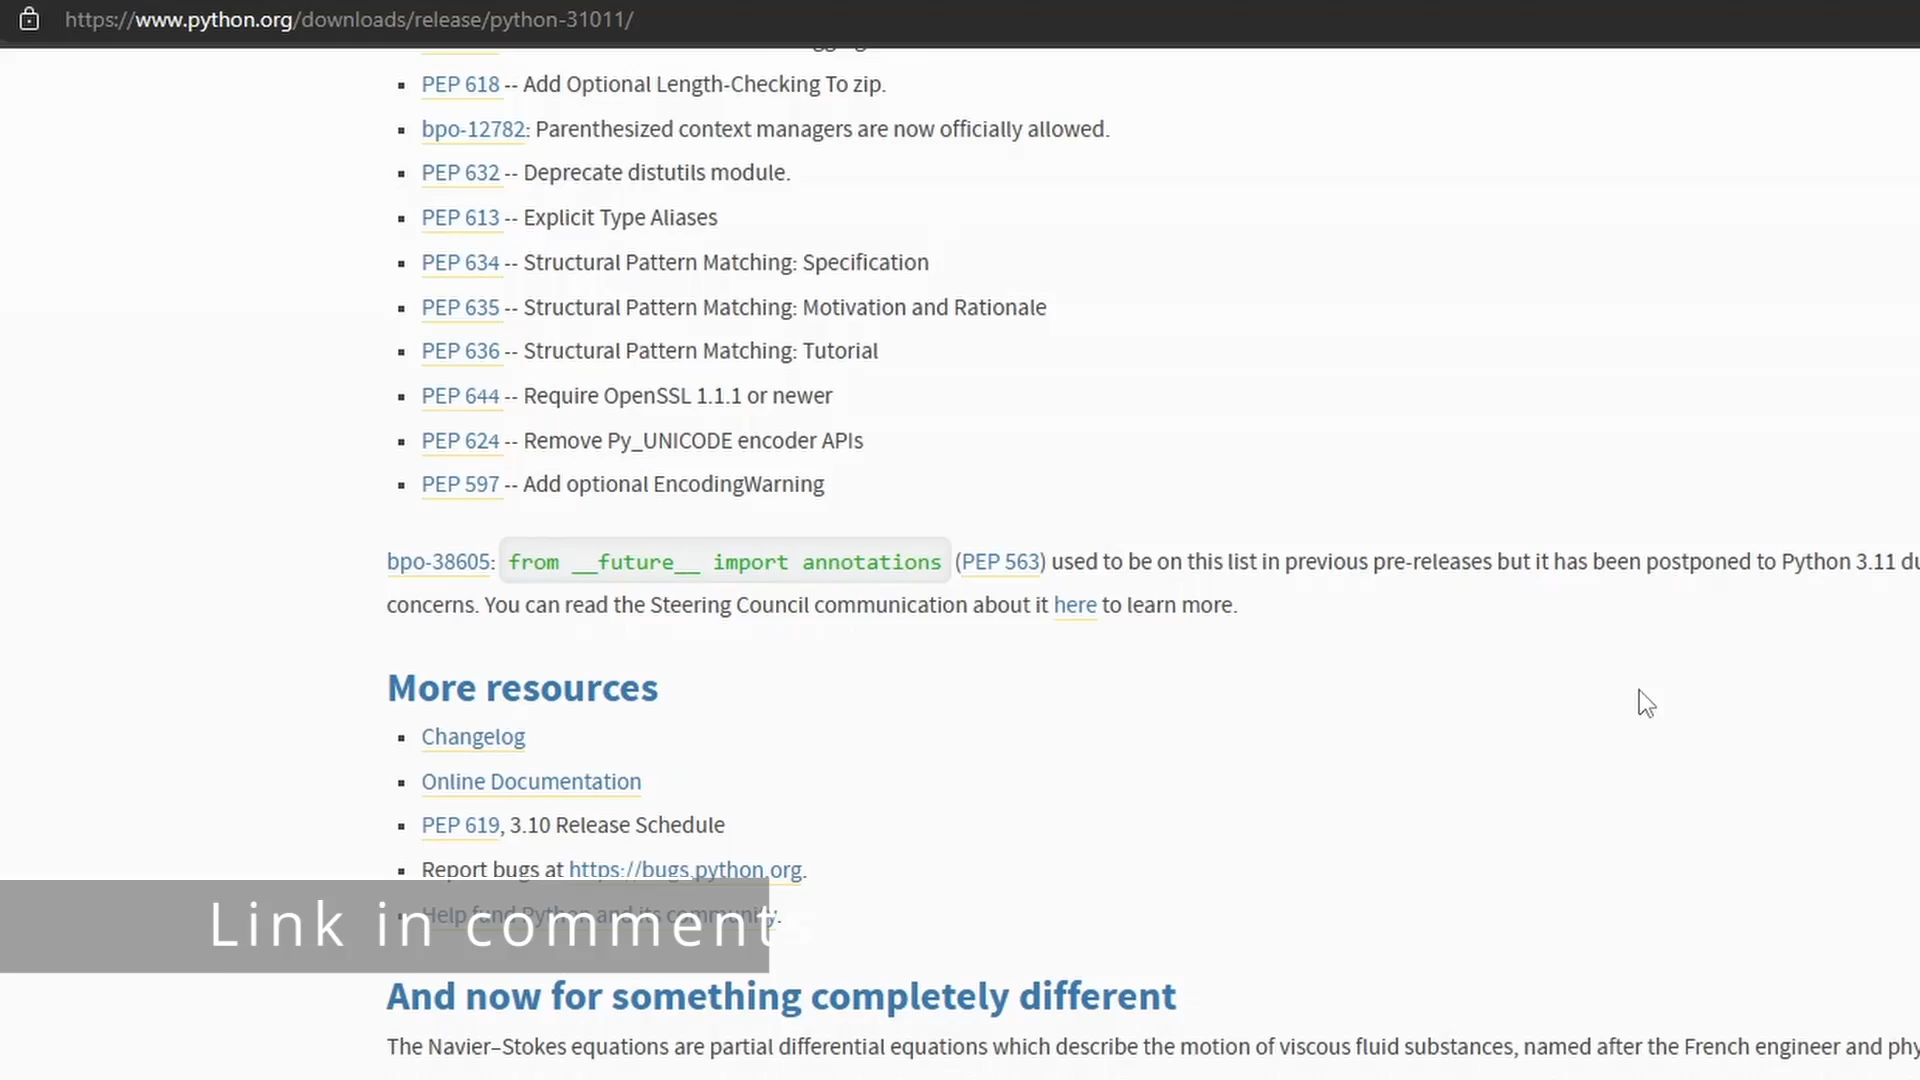 https://www.python.org/downloads/release/python-31011/
PEP 618 -- Add Optional Length-Checking To zip.
bpo-12782: Parenthesized context managers are now officially allowed.
PEP 632 -- Deprecate distutils module.
PEP 613 -- Explicit Type Aliases
PEP 634 -- Structural Pattern Matching: Specification
PEP 635 -- Structural Pattern Matching: Motivation and Rationale
PEP 636 -- Structural Pattern Matching: Tutorial
PEP 644 -- Require OpenSSL 1.1.1 or newer
PEP 624 -- Remove Py_UNICODE encoder APIs
PEP 597 -- Add optional EncodingWarning
bpo-38605: from __future__ import annotations (PEP 563) used to be on this list in previous pre-releases but it has been postponed to Python 3.11
concerns. You can read the Steering Council communication about it here to learn more.
More resources
Changelog
Online Documentation
PEP 619, 3.10 Release Schedule
Report bugs at https://bugs.python.org.
Help fund Python and its community.
Link in comments
And now for something completely different
The Navier–Stokes equations are partial differential equations which describe the motion of viscous fluid substances, named after the French engineer and